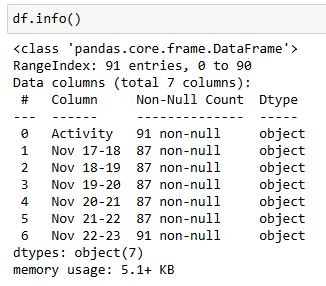 df.info()
<class 'pandas.core.frame.DataFrame'>
RangeIndex: 91 entries, 0 to 90
Data columns (total 7 columns):
 #   Column     Non-Null Count  Dtype
---  ------     --------------  -----
 0   Activity   91 non-null     object
 1   Nov 17-18  87 non-null     object
 2   Nov 18-19  87 non-null     object
 3   Nov 19-20  87 non-null     object
 4   Nov 20-21  87 non-null     object
 5   Nov 21-22  87 non-null     object
 6   Nov 22-23  91 non-null     object
dtypes: object(7)
memory usage: 5.1+ KB